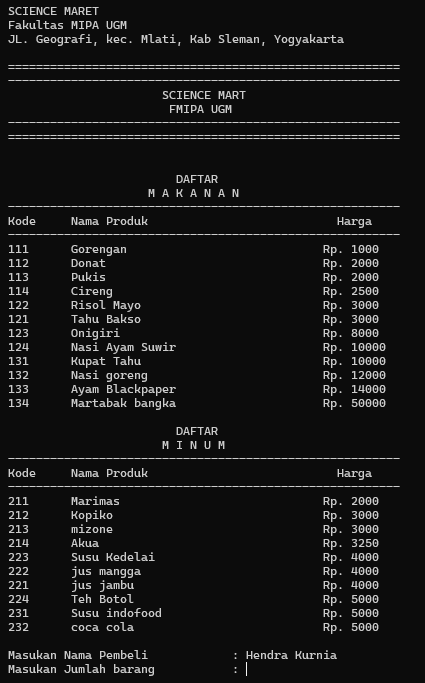 SCIENCE MARET
Fakultas MIPA UGM
JL. Geografi, kec. Mlati, Kab Sleman, Yogyakarta
========================================================
--------------------------------------------------------
SCIENCE MART
FMIPA UGM
--------------------------------------------------------
========================================================
DAFTAR
M A K A N A N
--------------------------------------------------------
Kode Nama Produk Harga
--------------------------------------------------------
111 Gorengan Rp. 1000
112 Donat Rp. 2000
113 Pukis Rp. 2000
114 Cireng Rp. 2500
122 Risol Mayo Rp. 3000
121 Tahu Bakso Rp. 3000
123 Onigiri Rp. 8000
124 Nasi Ayam Suwir Rp. 10000
131 Kupat Tahu Rp. 10000
132 Nasi goreng Rp. 12000
133 Ayam Blackpaper Rp. 14000
134 Martabak bangka Rp. 50000
DAFTAR
M I N U M
--------------------------------------------------------
Kode Nama Produk Harga
--------------------------------------------------------
211 Marimas Rp. 2000
212 Kopiko Rp. 3000
213 mizone Rp. 3000
214 Akua Rp. 3250
223 Susu Kedelai Rp. 4000
222 jus mangga Rp. 4000
221 jus jambu Rp. 4000
224 Teh Botol Rp. 5000
231 Susu indofood Rp. 5000
232 coca cola Rp. 5000
Masukan Nama Pembeli : Hendra Kurnia
Masukan Jumlah barang :